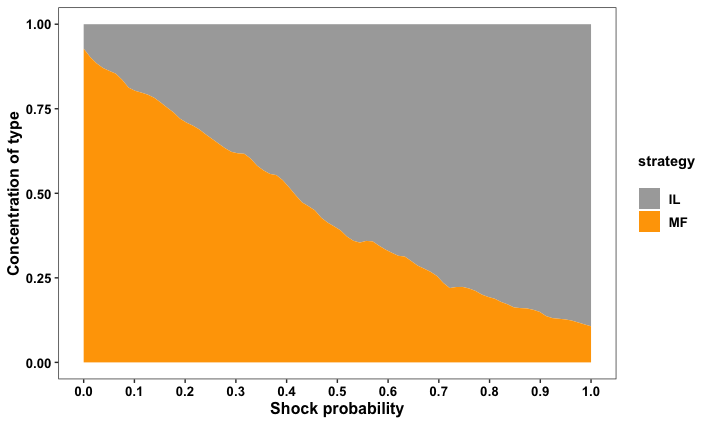 Concentration of type
1.00
0.75
0.50
0.25
0.00
0.0 0.1 0.2 0.3 0.4 0.5 0.6 0.7 0.8 0.9 1.0
Shock probability
strategy
IL
MF